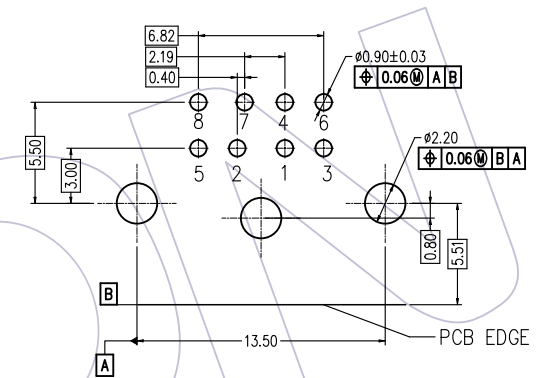 6.82
2.19
0.40
ø0.90±0.03
⌖ 0.06Ⓜ A B
8 7 4 6
ø2.20
⌖ 0.06Ⓜ B A
5 2 1 3
5.50
3.00
0.80
5.51
B
13.50
PCB EDGE
A